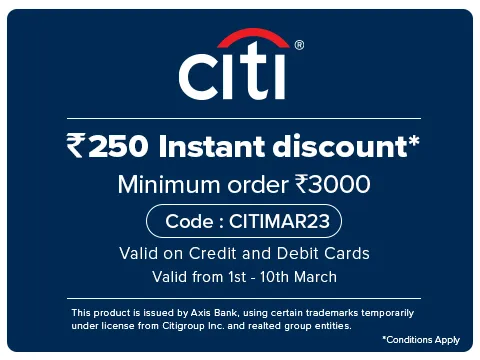 citi®
₹250 Instant discount*
Minimum order ₹3000
Code : CITIMAR23
Valid on Credit and Debit Cards
Valid from 1st - 10th March
This product is issued by Axis Bank, using certain trademarks temporarily
under license from Citigroup Inc. and realted group entities.
*Conditions Apply